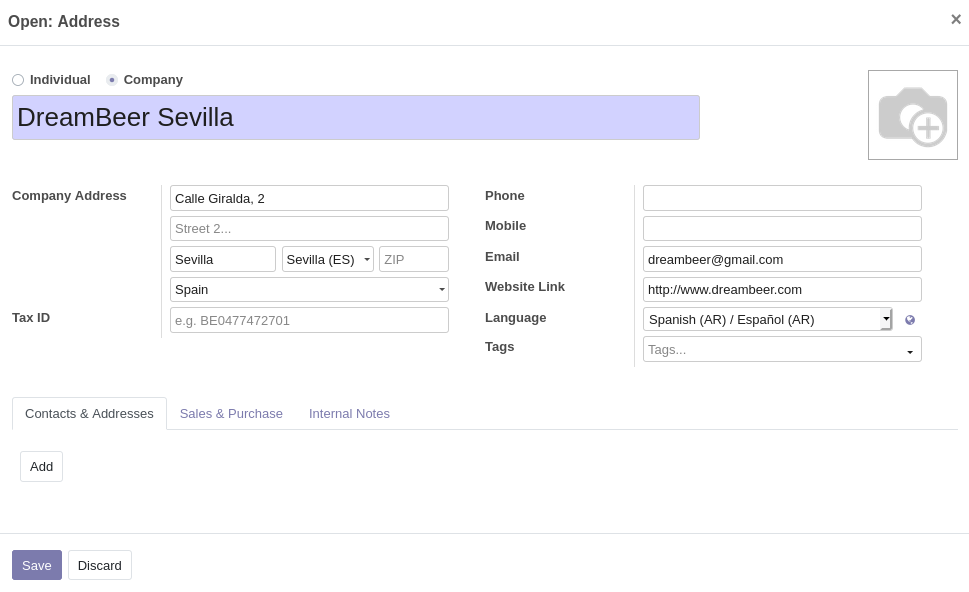 Open: Address
×
Individual Company
DreamBeer Sevilla
Company Address
Calle Giralda, 2
Street 2...
Sevilla Sevilla (ES) ZIP
Spain
Tax ID e.g. BE0477472701
Phone
Mobile
Email dreambeer@gmail.com
Website Link http://www.dreambeer.com
Language Spanish (AR) / Español (AR)
Tags Tags...
Contacts & Addresses Sales & Purchase Internal Notes
Add
Save Discard